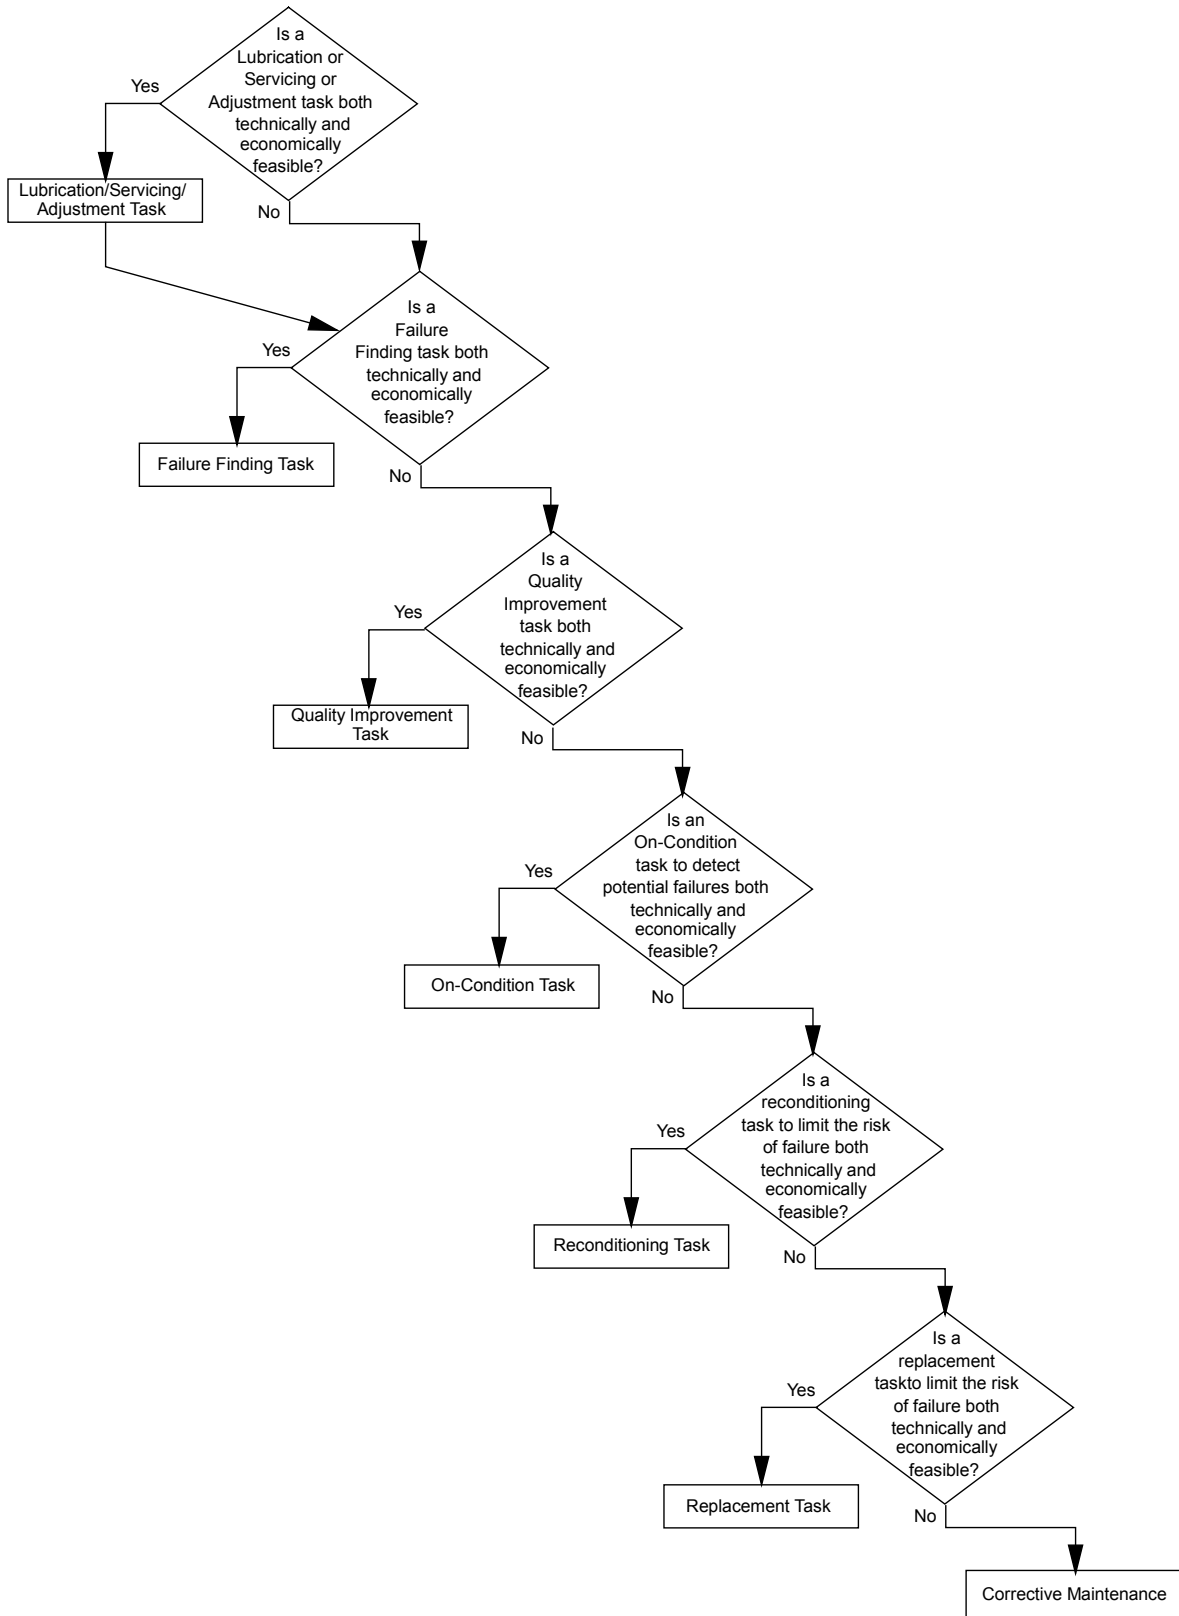 Is a
Lubrication or
Servicing or
Adjustment task both
technically and
economically
feasible?
Yes
Lubrication/Servicing/
Adjustment Task
No
Is a
Failure
Finding task both
technically and
economically
feasible?
Yes
Failure Finding Task
No
Is a
Quality
Improvement
task both
technically and
economically
feasible?
Yes
Quality Improvement
Task
No
Is an
On-Condition
task to detect
potential failures both
technically and
economically
feasible?
Yes
On-Condition Task
No
Is a
reconditioning
task to limit the risk
of failure both
technically and
economically
feasible?
Yes
Reconditioning Task
No
Is a
replacement
taskto limit the risk
of failure both
technically and
economically
feasible?
Yes
Replacement Task
No
Corrective Maintenance